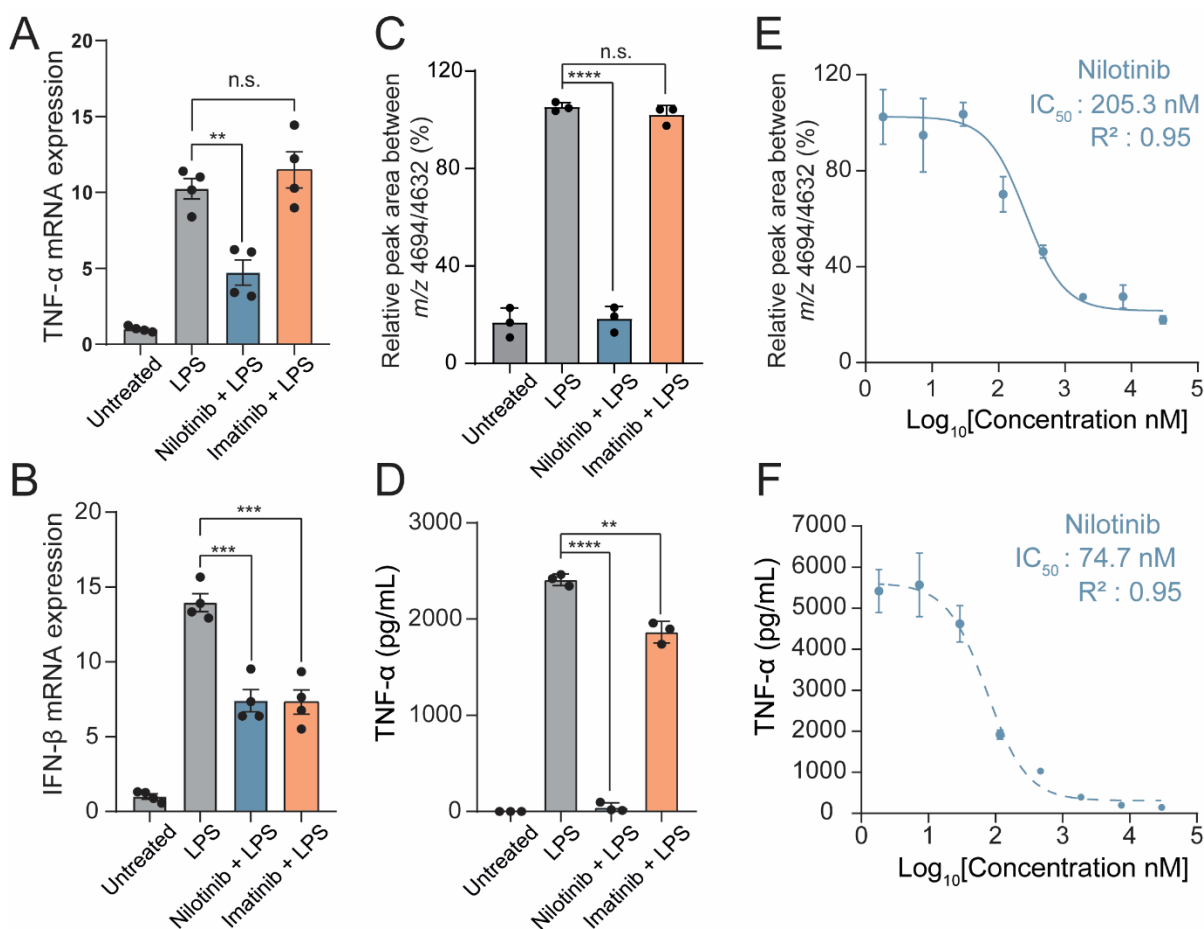 A
TNF-α mRNA expression
20
15
10
5
0
n.s.
**
Untreated
LPS
Nilotinib + LPS
Imatinib + LPS
B
IFN-β mRNA expression
20
15
10
5
0
***
***
Untreated
LPS
Nilotinib + LPS
Imatinib + LPS
C
Relative peak area between
m/z 4694/4632 (%)
120
80
40
0
n.s.
****
Untreated
LPS
Nilotinib + LPS
Imatinib + LPS
D
TNF-α (pg/mL)
3000
2000
1000
0
**
****
Untreated
LPS
Nilotinib + LPS
Imatinib + LPS
E
Relative peak area between
m/z 4694/4632 (%)
120
80
40
0
Nilotinib
IC₅₀ : 205.3 nM
R² : 0.95
0 1 2 3 4 5
Log₁₀[Concentration nM]
F
TNF-α (pg/mL)
7000
6000
5000
4000
3000
2000
1000
0
Nilotinib
IC₅₀ : 74.7 nM
R² : 0.95
0 1 2 3 4 5
Log₁₀[Concentration nM]